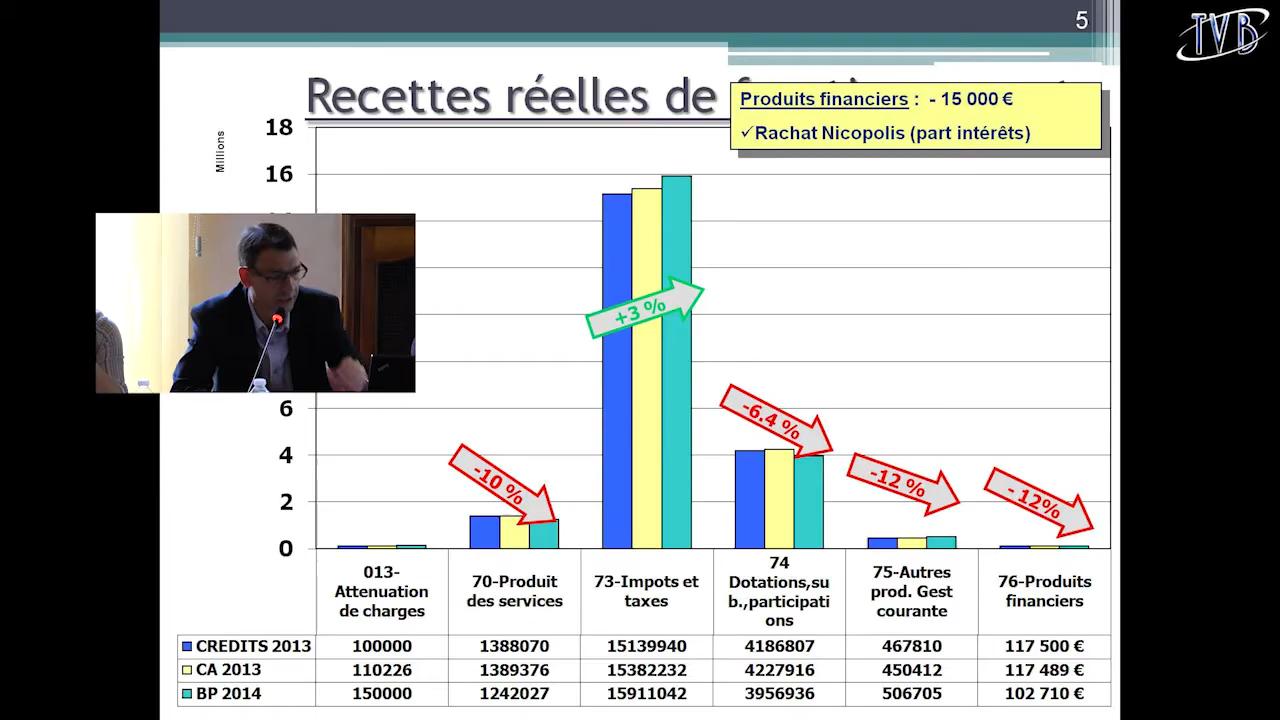 5
TVB
Recettes réelles de
Produits financiers : - 15 000 €
✓Rachat Nicopolis (part intérêts)
Millions
18
16
6
4
2
0
+3 %
-10 %
-6.4 %
-12 %
- 12%
013-
Attenuation
de charges
70-Produit
des services
73-Impots et
taxes
74
Dotations,su
b.,participati
ons
75-Autres
prod. Gest
courante
76-Produits
financiers
CREDITS 2013 100000 1388070 15139940 4186807 467810 117 500 €
CA 2013 110226 1389376 15382232 4227916 450412 117 489 €
BP 2014 150000 1242027 15911042 3956936 506705 102 710 €